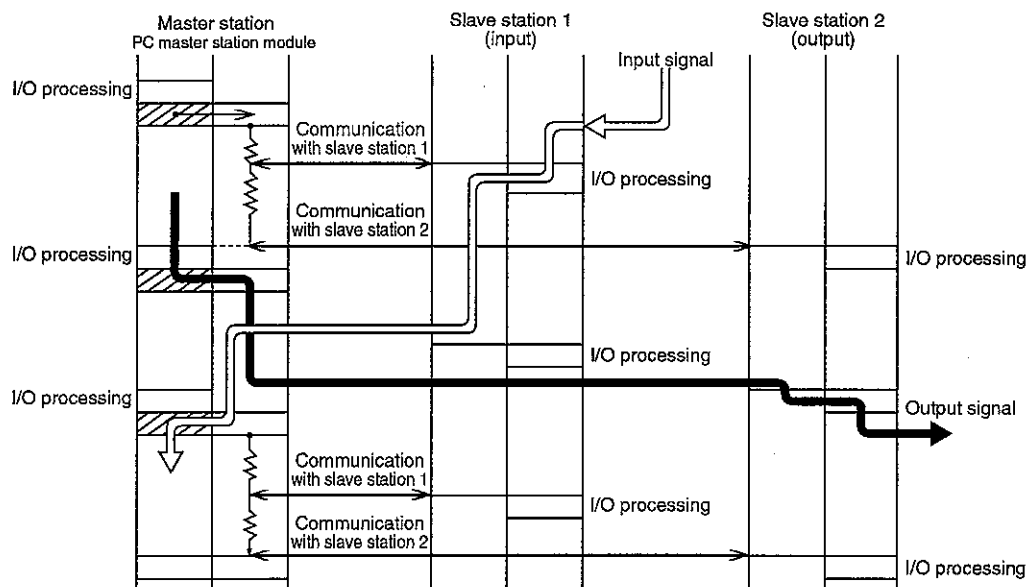 Master station
PC master station module
Slave station 1
(input)
Slave station 2
(output)
Input signal
I/O processing
Communication
with slave station 1
I/O processing
Communication
with slave station 2
I/O processing
I/O processing
I/O processing
I/O processing
Output signal
Communication
with slave station 1
I/O processing
Communication
with slave station 2
I/O processing